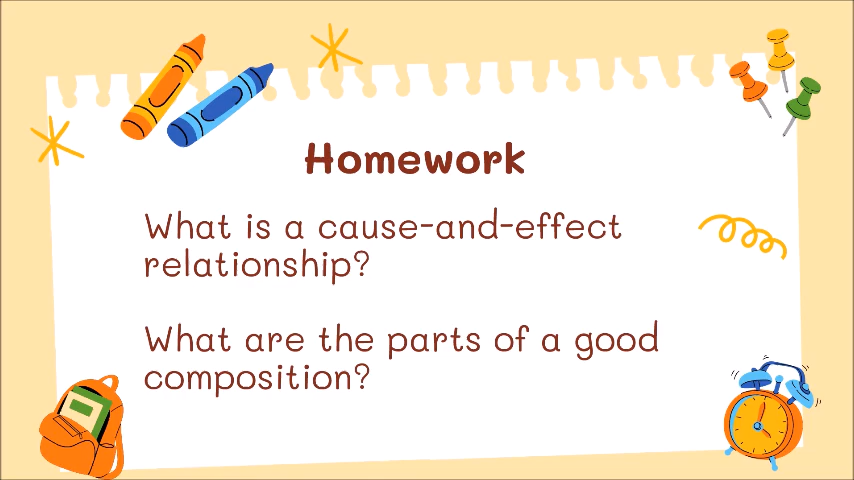 Homework
What is a cause-and-effect
relationship?
What are the parts of a good
composition?